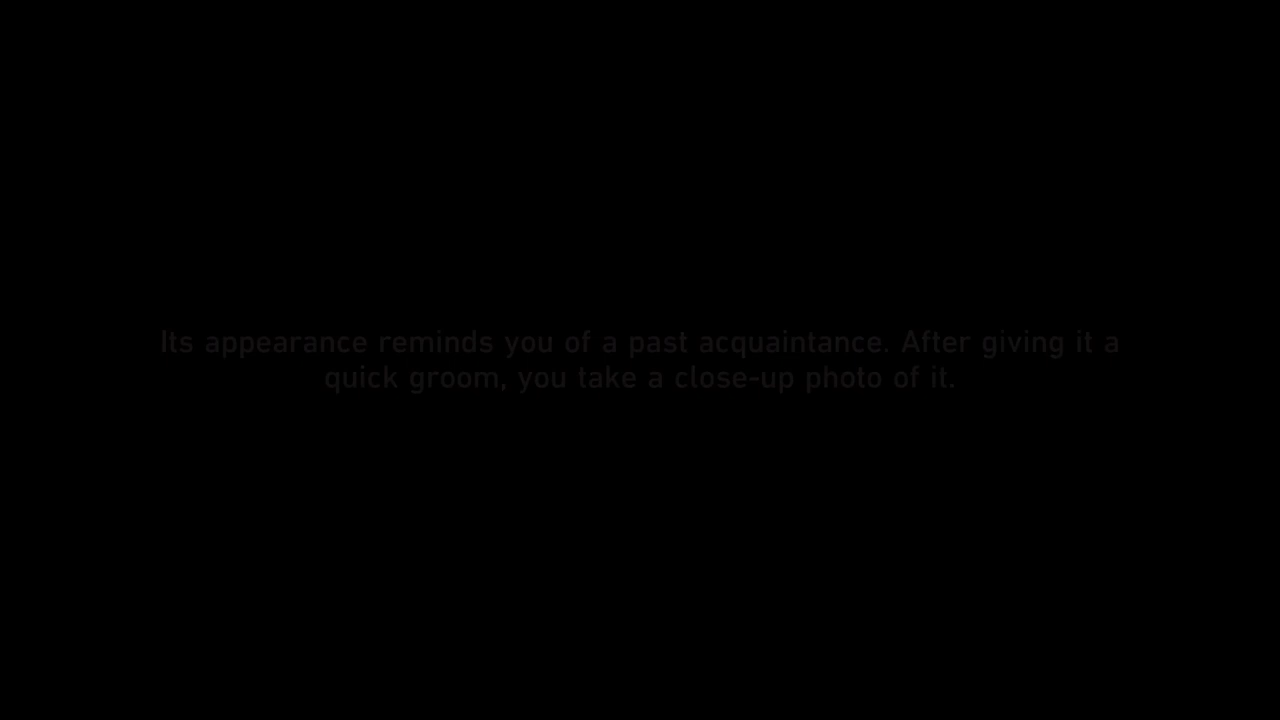 Its appearance reminds you of a past acquaintance. After giving it a
quick groom, you take a close-up photo of it.